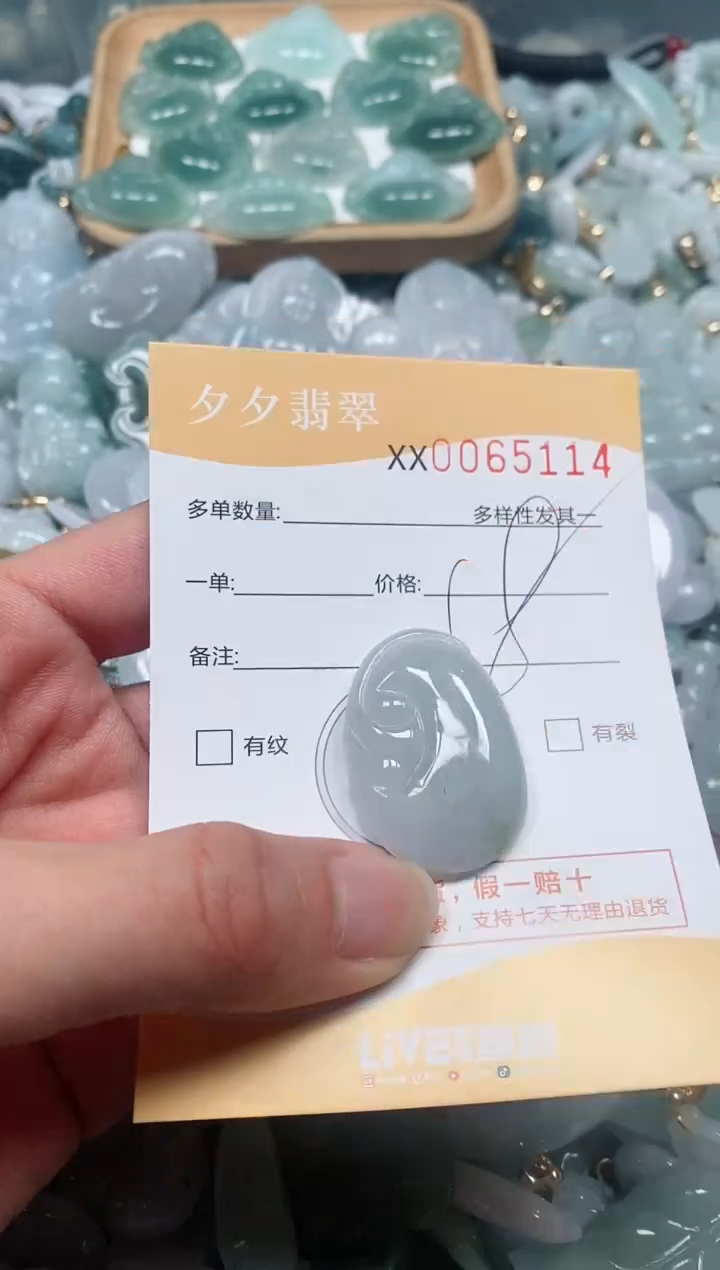 夕夕翡翠
XX0065114
多单数量: 多样性发其一
一单: 价格:
备注:
有纹 有裂
，假一赔十
，支持七天无理由退货
LIVE